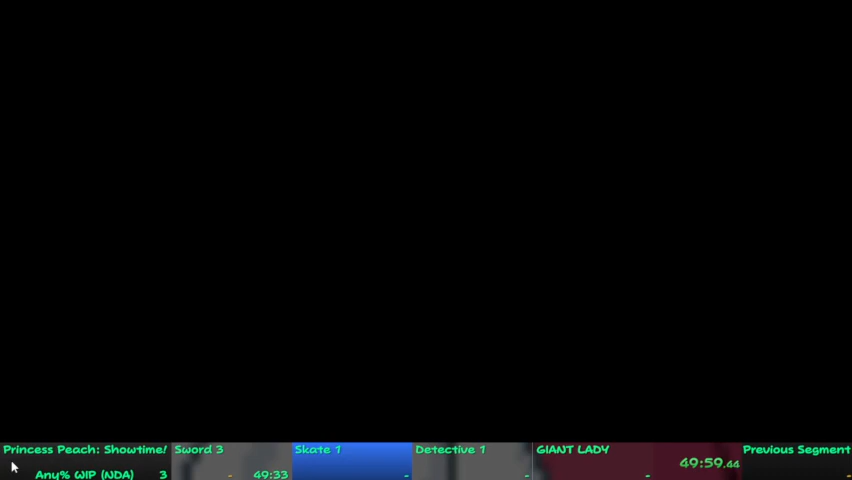 Princess Peach: Showtime! Sword 3 Skate 1 Detective 1 GIANT LADY Previous Segment
Any% WIP (NDA) 3 - 49:33 - - - 49:59.44 -